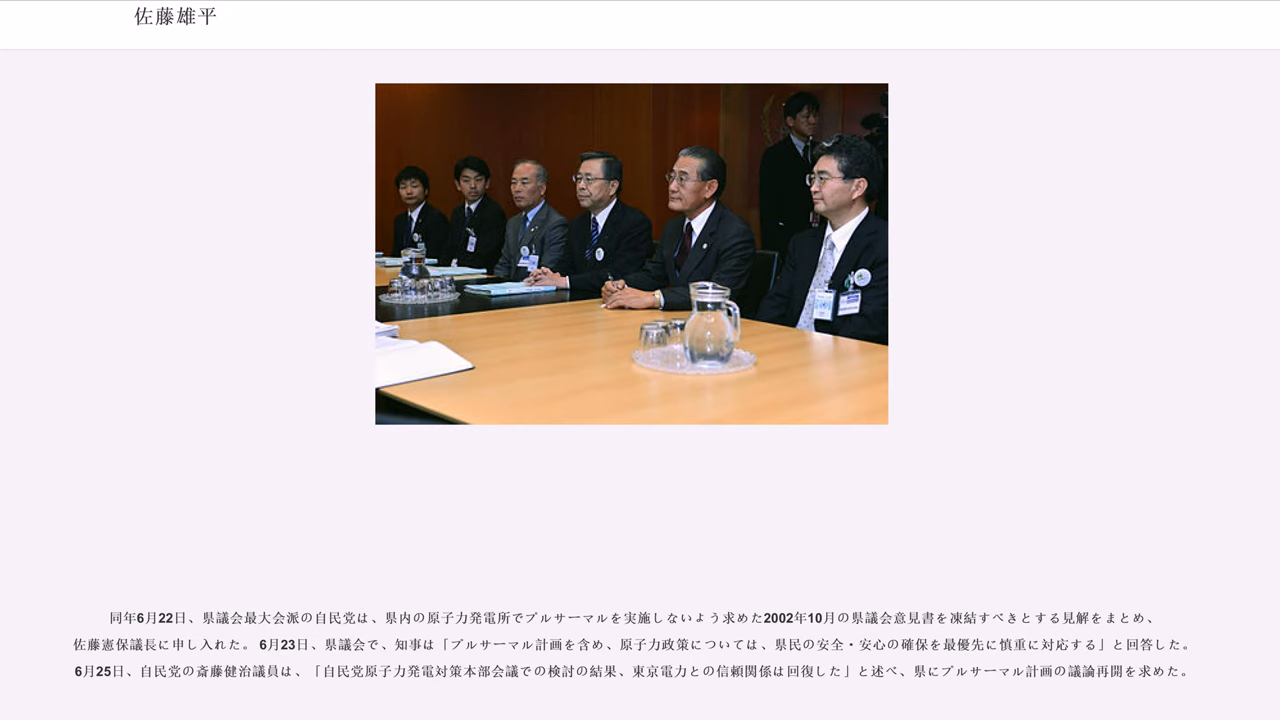 佐藤雄平
同年6月22日、県議会最大会派の自民党は、県内の原子力発電所でプルサーマルを実施しないよう求めた2002年10月の県議会意見書を凍結すべきとする見解をまとめ、
佐藤憲保議長に申し入れた。 6月23日、県議会で、知事は「プルサーマル計画を含め、原子力政策については、県民の安全・安心の確保を最優先に慎重に対応する」と回答した。
6月25日、自民党の斎藤健治議員は、「自民党原子力発電対策本部会議での検討の結果、東京電力との信頼関係は回復した」と述べ、県にプルサーマル計画の議論再開を求めた。